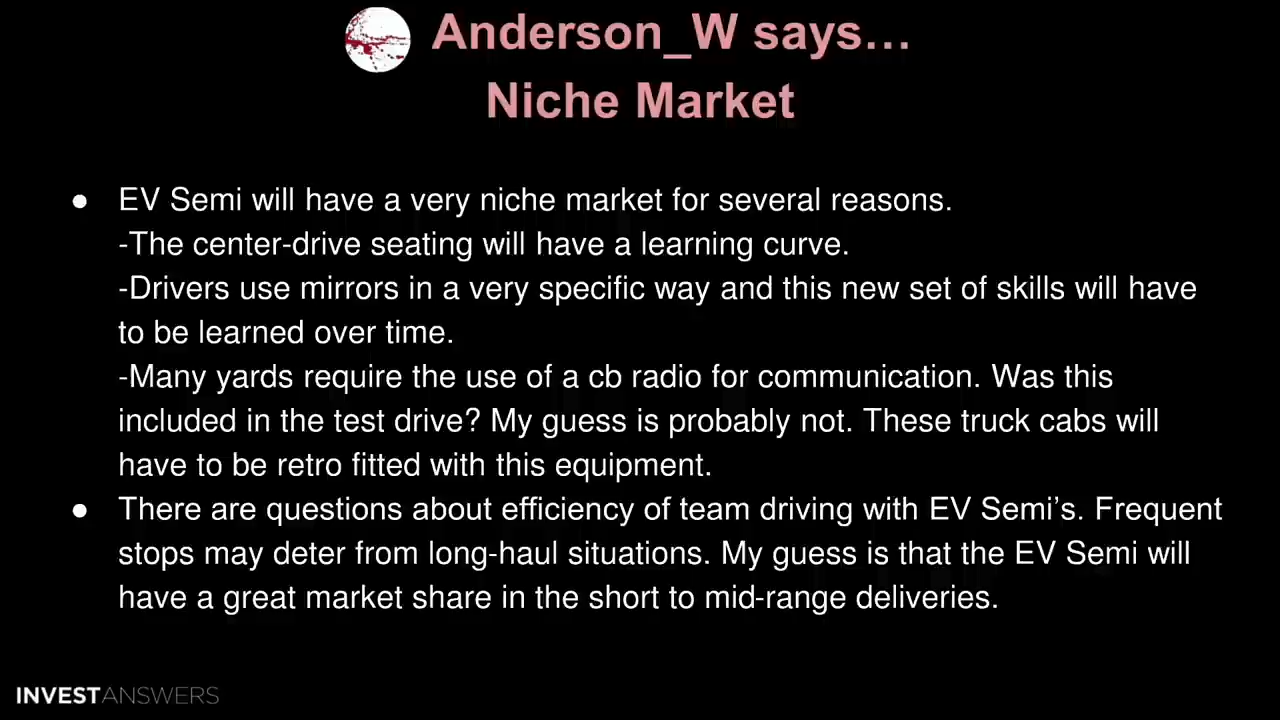 Anderson_W says...
Niche Market
● EV Semi will have a very niche market for several reasons.
-The center-drive seating will have a learning curve.
-Drivers use mirrors in a very specific way and this new set of skills will have
to be learned over time.
-Many yards require the use of a cb radio for communication. Was this
included in the test drive? My guess is probably not. These truck cabs will
have to be retro fitted with this equipment.
● There are questions about efficiency of team driving with EV Semi’s. Frequent
stops may deter from long-haul situations. My guess is that the EV Semi will
have a great market share in the short to mid-range deliveries.
INVESTANSWERS